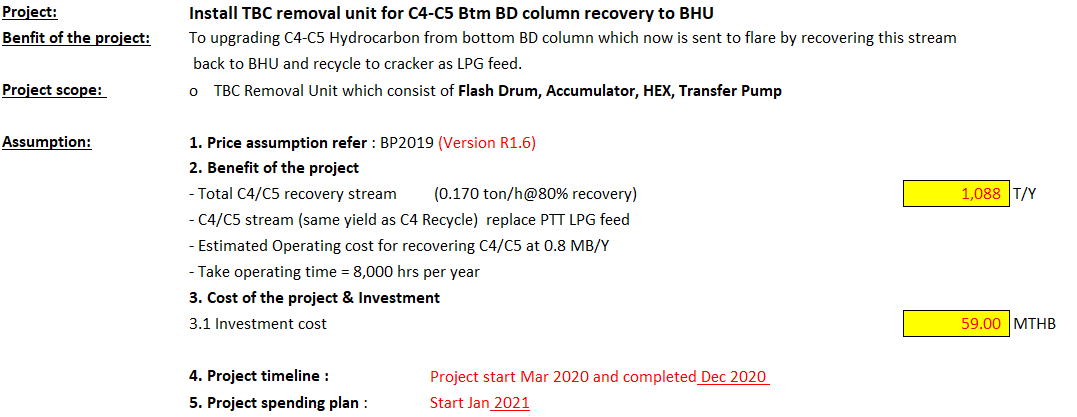 Project: Install TBC removal unit for C4-C5 Btm BD column recovery to BHU
Benfit of the project: To upgrading C4-C5 Hydrocarbon from bottom BD column which now is sent to flare by recovering this stream
back to BHU and recycle to cracker as LPG feed.
Project scope: o TBC Removal Unit which consist of Flash Drum, Accumulator, HEX, Transfer Pump
Assumption: 1. Price assumption refer : BP2019 (Version R1.6)
2. Benefit of the project
- Total C4/C5 recovery stream (0.170 ton/h@80% recovery) 1,088 T/Y
- C4/C5 stream (same yield as C4 Recycle) replace PTT LPG feed
- Estimated Operating cost for recovering C4/C5 at 0.8 MB/Y
- Take operating time = 8,000 hrs per year
3. Cost of the project & Investment
3.1 Investment cost 59.00 MTHB
4. Project timeline : Project start Mar 2020 and completed Dec 2020
5. Project spending plan : Start Jan 2021